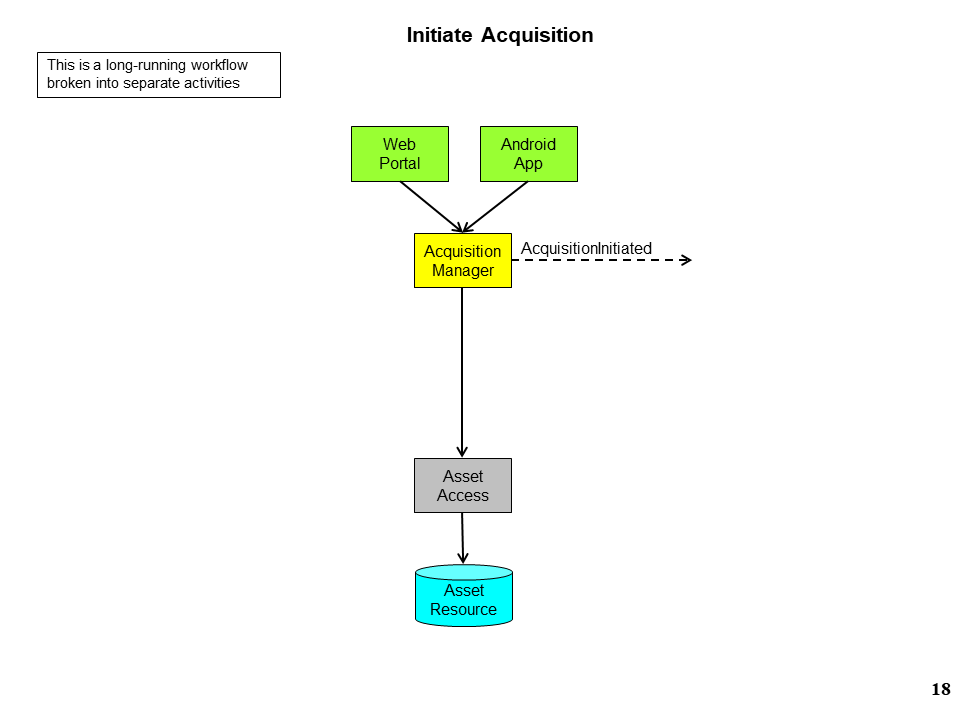 Initiate Acquisition
This is a long-running workflow
broken into separate activities
Web
Portal
Android
App
Acquisition
Manager
AcquisitionInitiated
Asset
Access
Asset
Resource
18